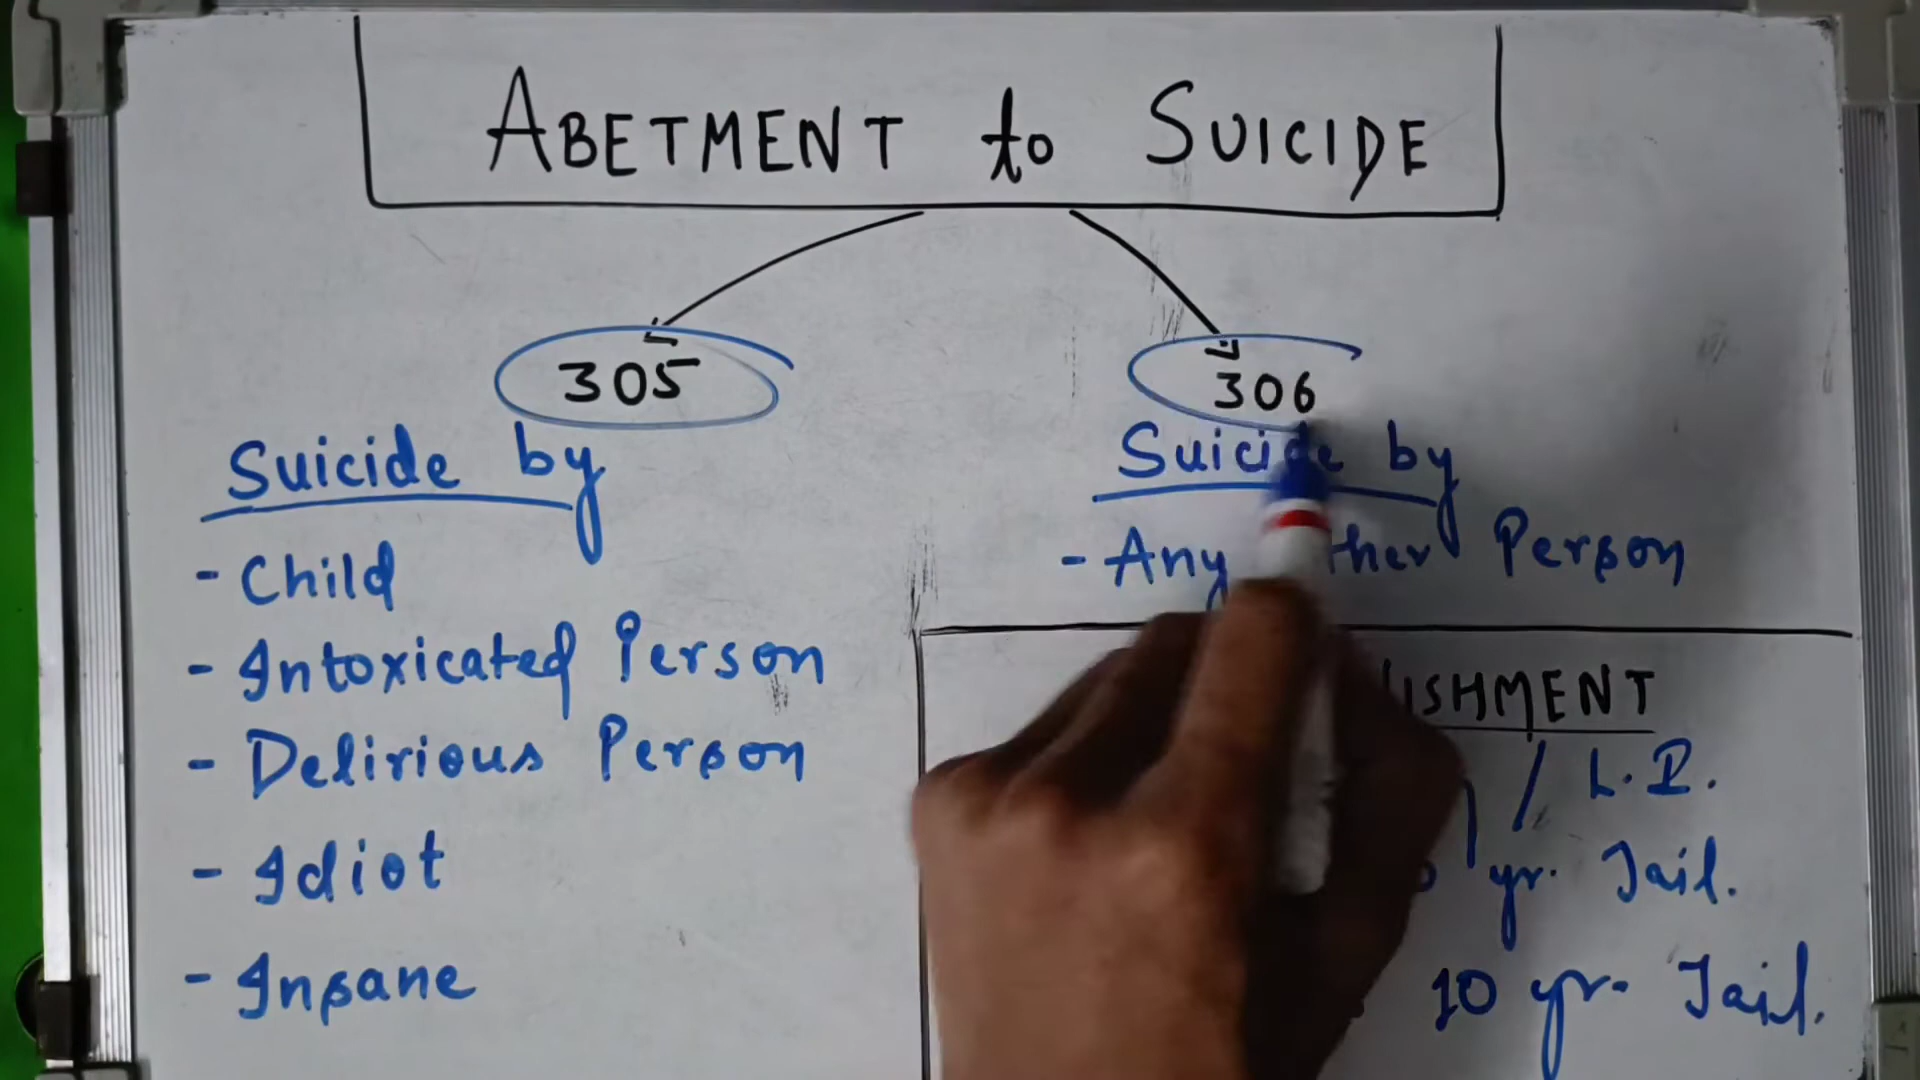 ABETMENT to SUICIDE
305
Suicide by
- Child
- Intoxicated Person
- Delirious Person
- Idiot
- Insane
306
Suicide by
- Any Person
/ L.I.
yr. Jail.
10 yr. Jail.